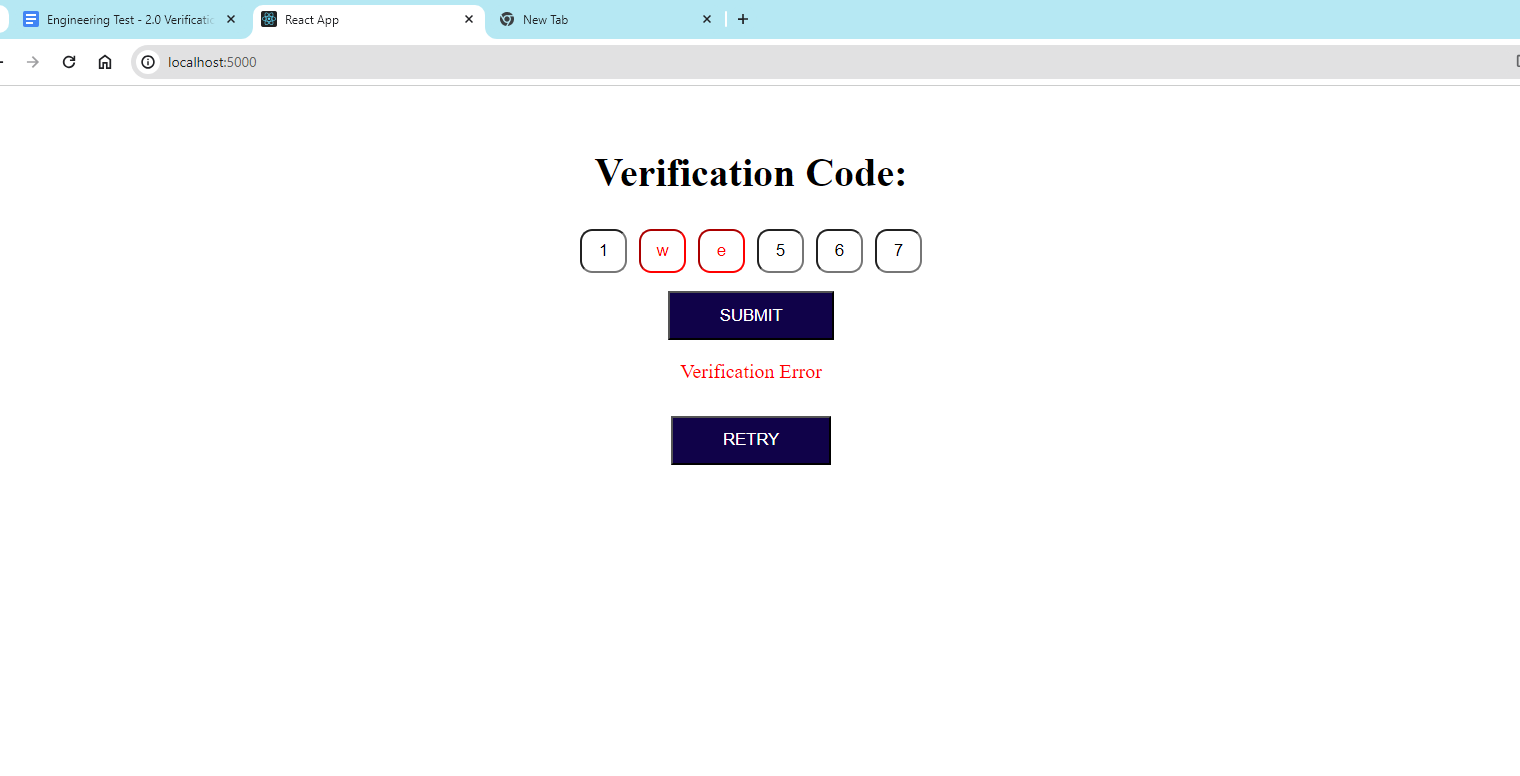 Engineering Test - 2.0 Verificatic
React App
New Tab
localhost:5000
Verification Code:
1 w e 5 6 7
SUBMIT
Verification Error
RETRY